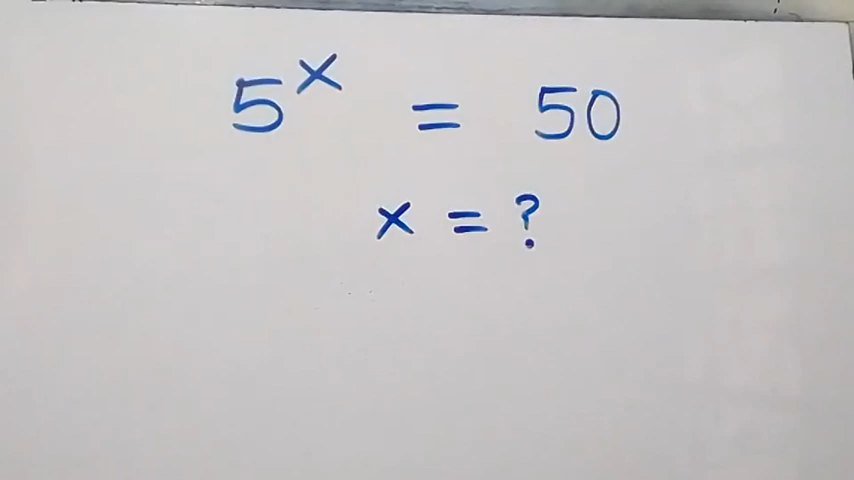 5^x = 50
x = ?